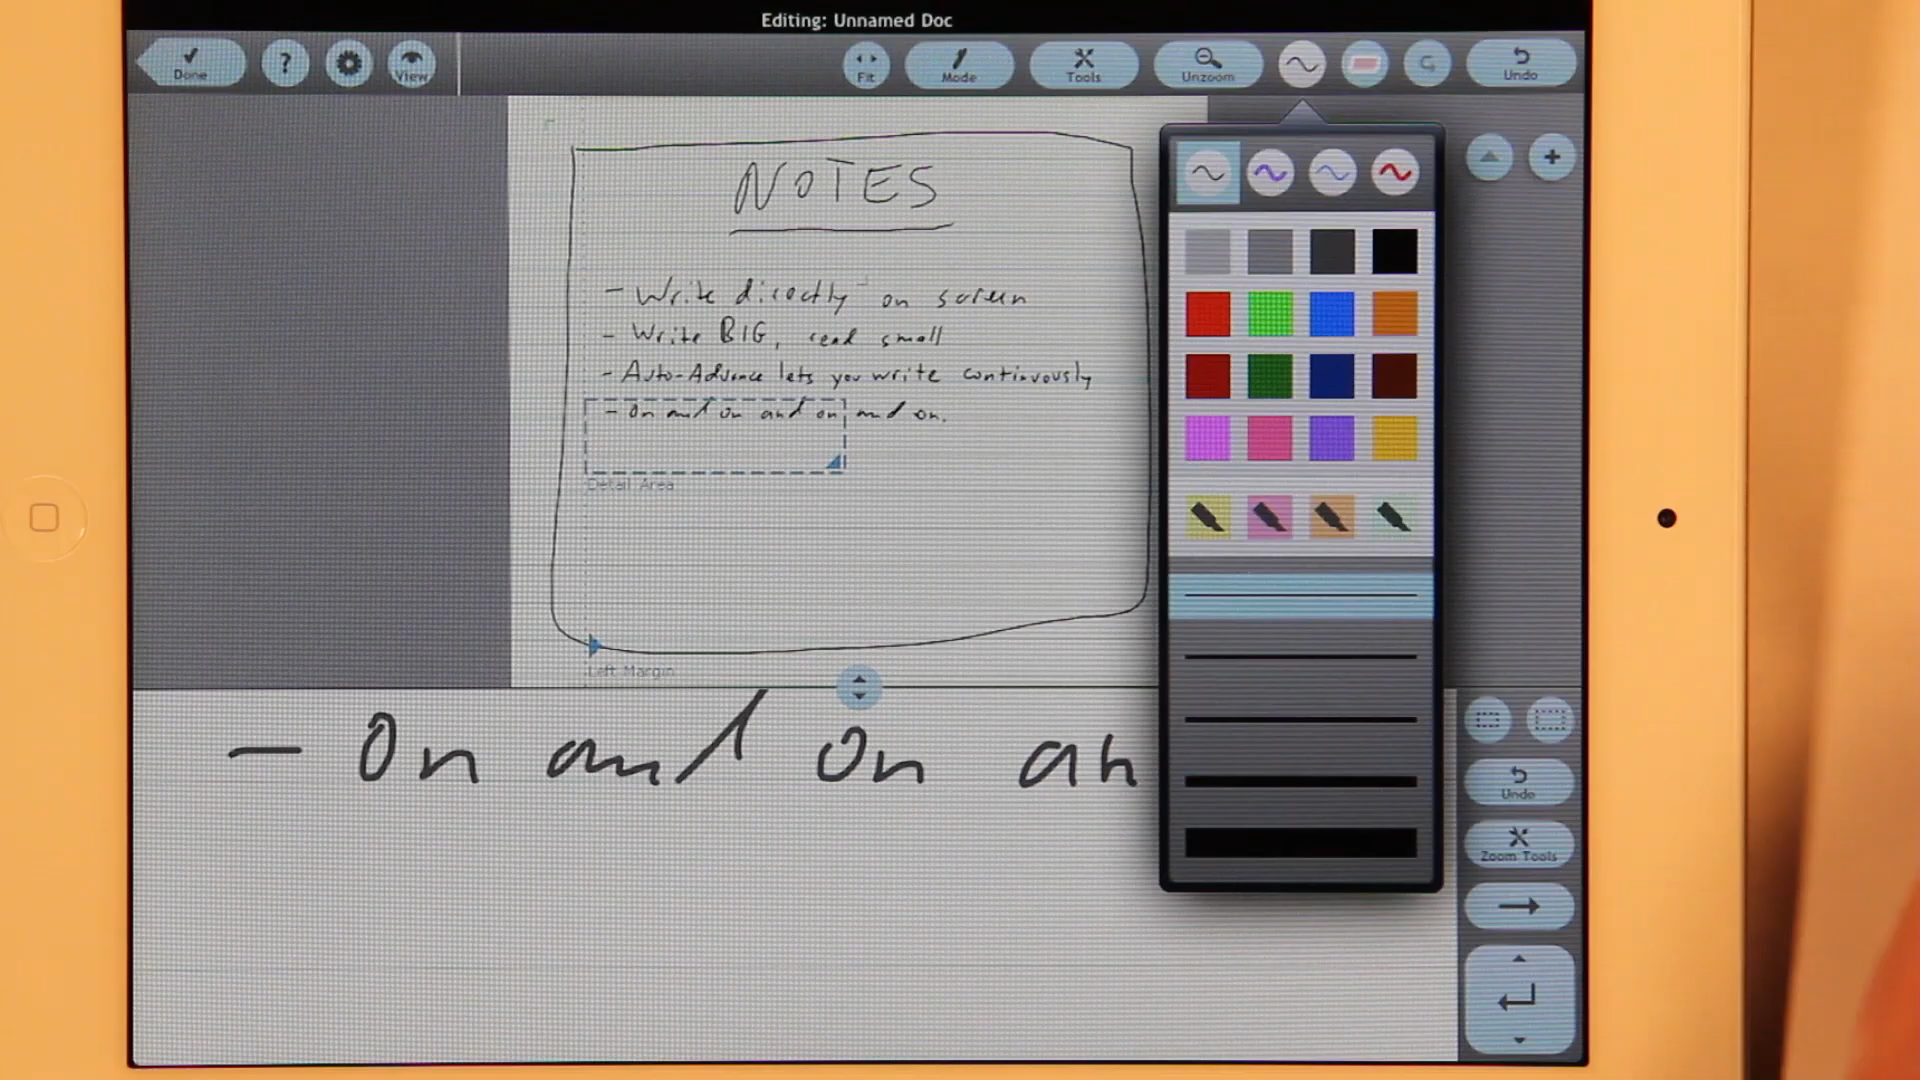 Editing: Unnamed Doc
Done ? View Fit Mode Tools Unzoom Undo
NOTES
- Write directly on screen
- Write BIG, read small
- Auto-Advance lets you write continuously
- On and on and on and on.
Detail Area
Left Margin
- On and on an
Undo
Zoom Tools